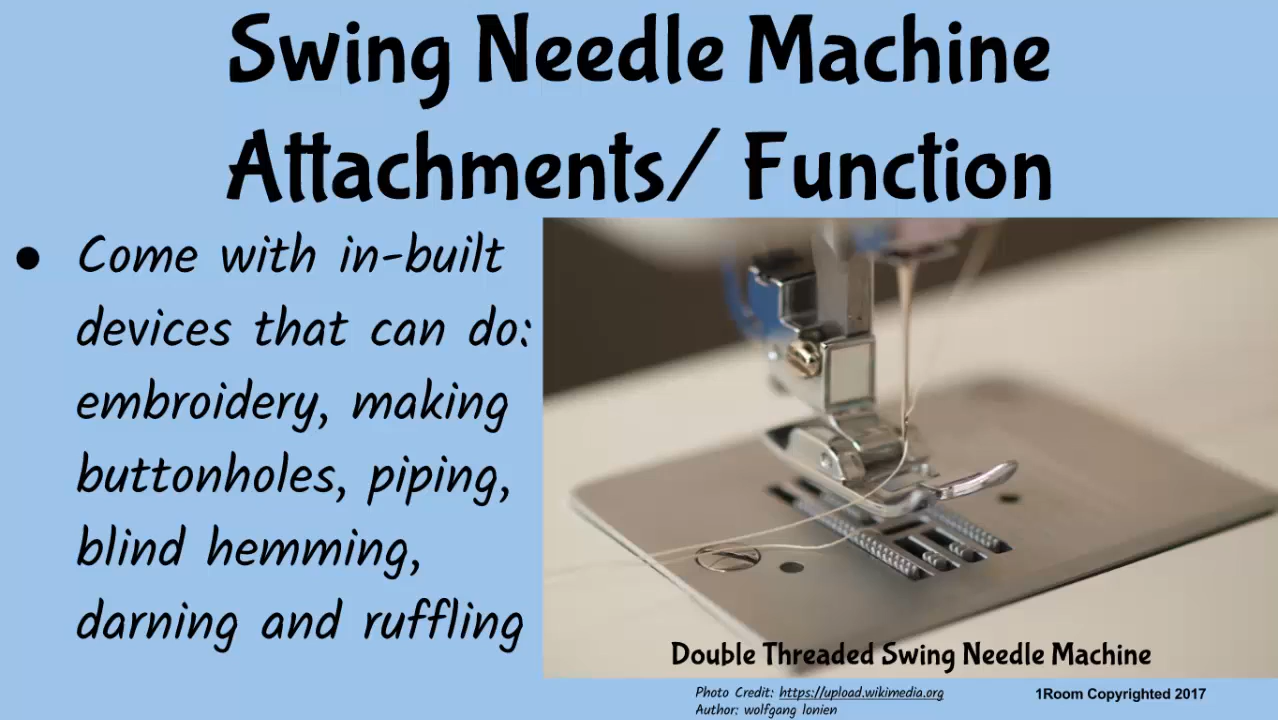 Swing Needle Machine
Attachments/ Function
● Come with in-built
devices that can do:
embroidery, making
buttonholes, piping,
blind hemming,
darning and ruffling
Double Threaded Swing Needle Machine
Photo Credit: https://upload.wikimedia.org
Author: wolfgang lonien
1Room Copyrighted 2017